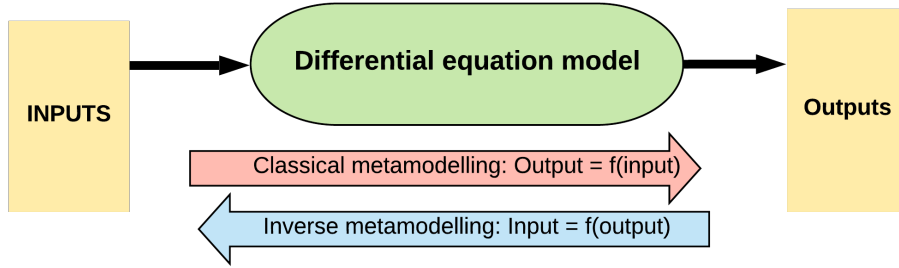 INPUTS
Differential equation model
Outputs
Classical metamodelling: Output = f(input)
Inverse metamodelling: Input = f(output)